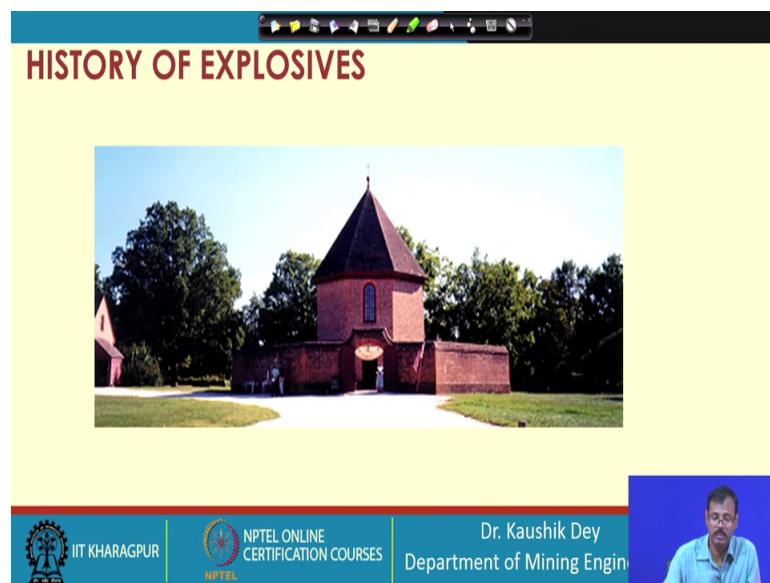 HISTORY OF EXPLOSIVES
IIT KHARAGPUR
NPTEL
NPTEL ONLINE
CERTIFICATION COURSES
Dr. Kaushik Dey
Department of Mining Engin